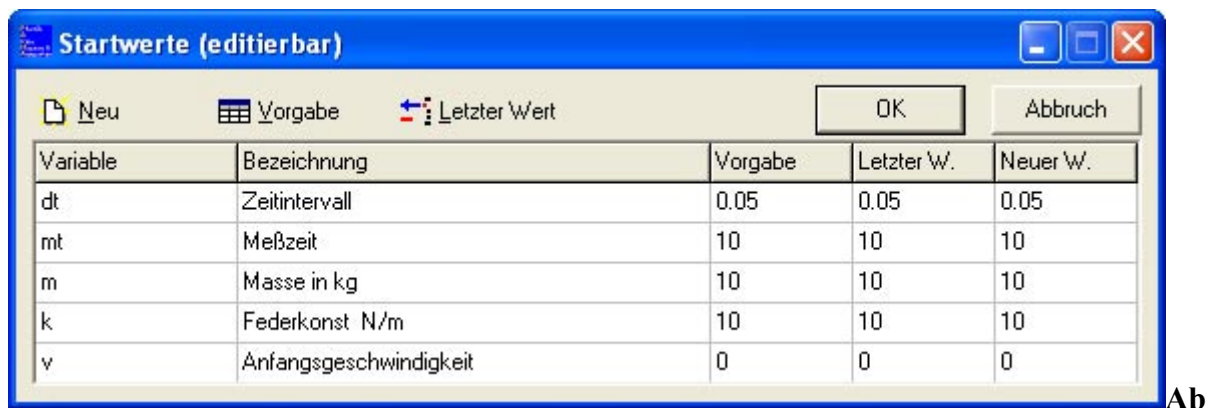 Startwerte (editierbar)
Neu Vorgabe Letzter Wert OK Abbruch
Variable Bezeichnung Vorgabe Letzter W. Neuer W.
dt Zeitintervall 0.05 0.05 0.05
mt Meßzeit 10 10 10
m Masse in kg 10 10 10
k Federkonst N/m 10 10 10
v Anfangsgeschwindigkeit 0 0 0
Ab